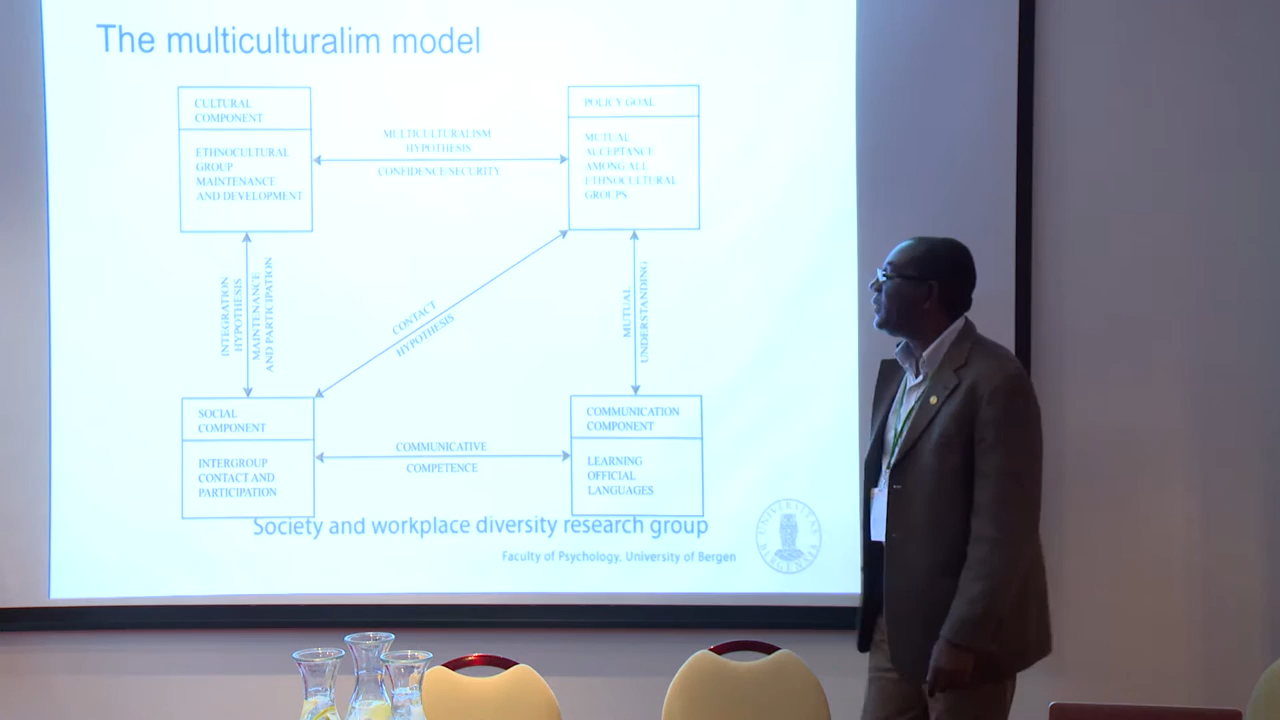 The multiculturalim model
CULTURAL
COMPONENT
ETHNOCULTURAL
GROUP
MAINTENANCE
AND DEVELOPMENT
MULTICULTURALISM
HYPOTHESIS
CONFIDENCE/SECURITY
POLICY GOAL
MUTUAL
ACCEPTANCE
AMONG ALL
ETHNOCULTURAL
GROUPS
INTEGRATION
HYPOTHESIS
MAINTENANCE
AND PARTICIPATION
CONTACT
HYPOTHESIS
MUTUAL
UNDERSTANDING
SOCIAL
COMPONENT
INTERGROUP
CONTACT AND
PARTICIPATION
COMMUNICATIVE
COMPETENCE
COMMUNICATION
COMPONENT
LEARNING
OFFICIAL
LANGUAGES
Society and workplace diversity research group
Faculty of Psychology, University of Bergen
UNIVERSITAS
BERGENSIS